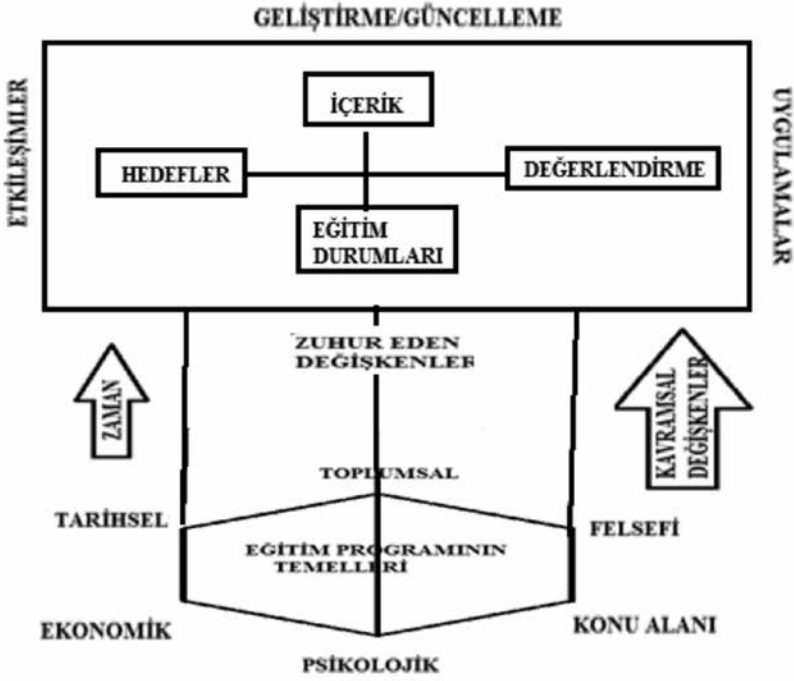 GELİŞTİRME/GÜNCELLEME
ETKİLEŞİMLER
UYGULAMALAR
İÇERİK
HEDEFLER
DEĞERLENDİRME
EĞİTİM
DURUMLARI
ZUHUR EDEN
DEĞİŞKENLER
ZAMAN
KAVRAMSAL
DEĞİŞKENLER
TOPLUMSAL
TARİHSEL
FELSEFİ
EĞİTİM PROGRAMININ
TEMELLERİ
EKONOMİK
KONU ALANI
PSİKOLOJİK